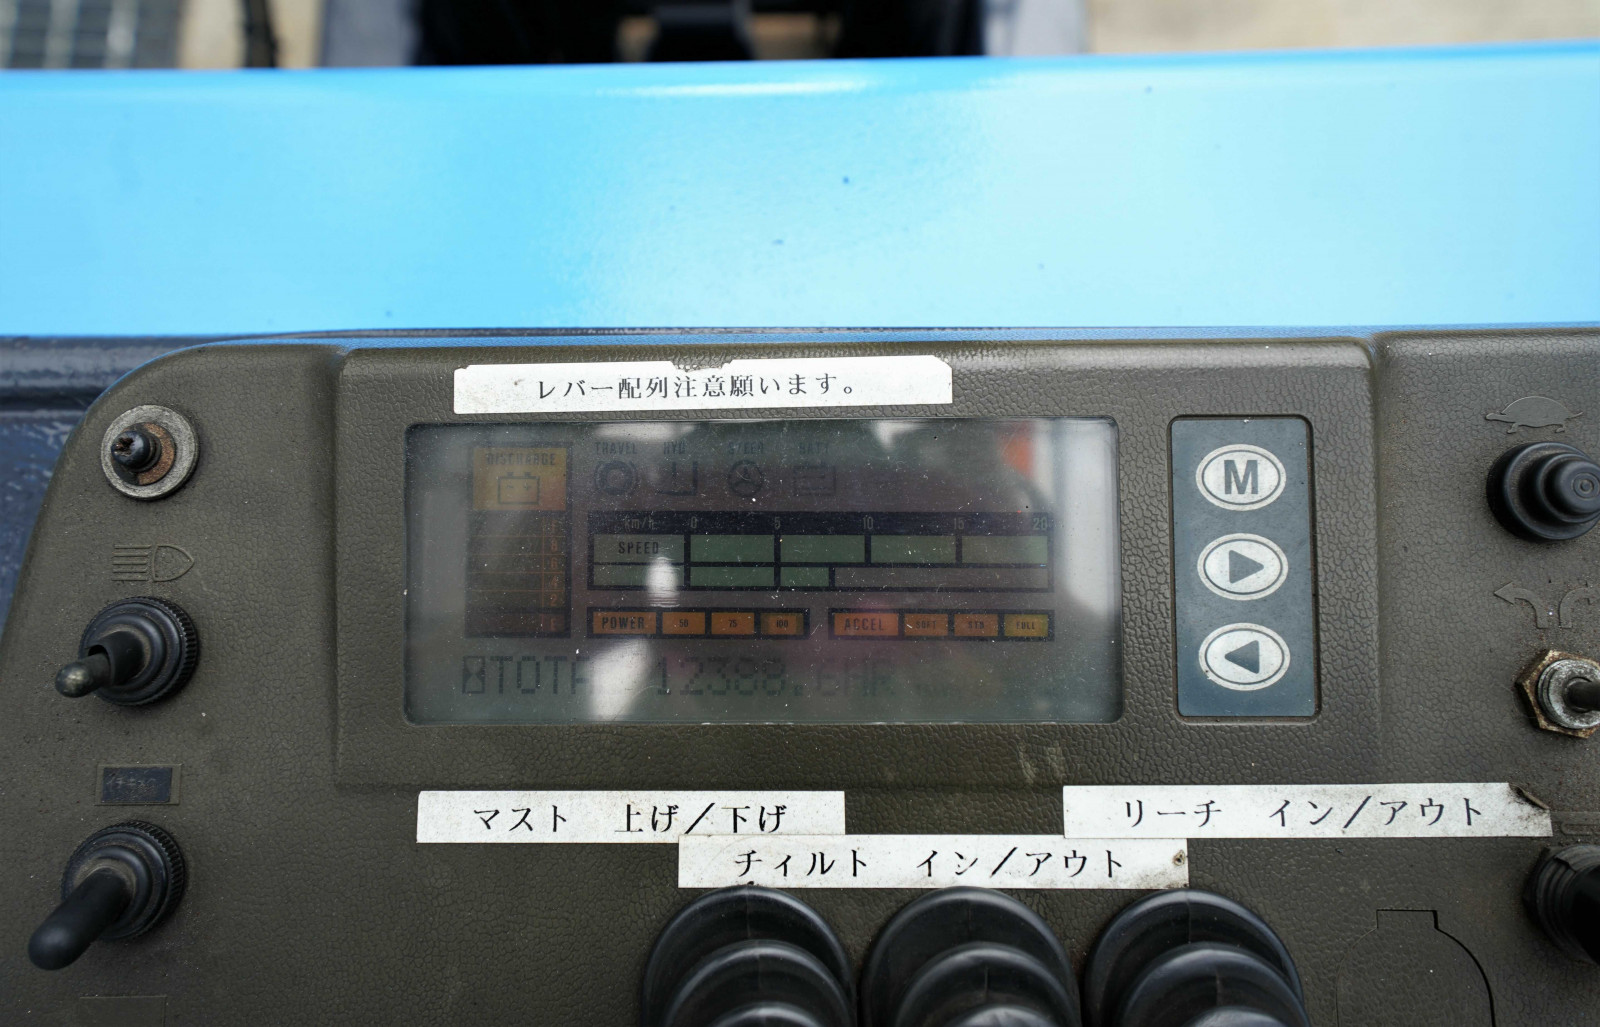 レバー配列注意願います。
DISCHARGE
TRAVEL HYD STEER BATT
km/h 0 5 10 15 20
SPEED
POWER 50 75 100
ACCEL SOFT STD FULL
M
マスト 上げ/下げ
リーチ イン/アウト
チィルト イン/アウト